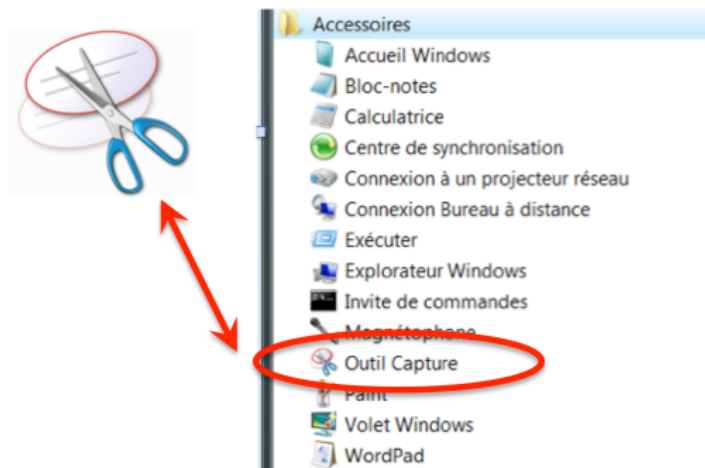 Accessoires
Accueil Windows
Bloc-notes
Calculatrice
Centre de synchronisation
Connexion à un projecteur réseau
Connexion Bureau à distance
Exécuter
Explorateur Windows
Invite de commandes
Magnétophone
Outil Capture
Paint
Volet Windows
WordPad